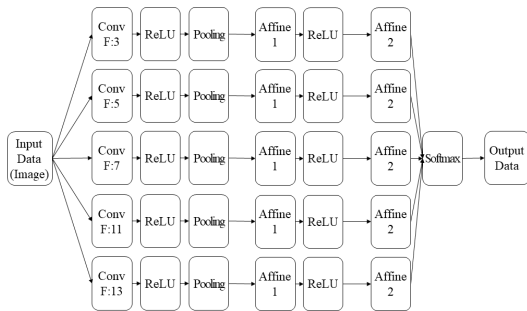 Conv
F:3
ReLU
Pooling
Affine
1
ReLU
Affine
2
Conv
F:5
ReLU
Pooling
Affine
1
ReLU
Affine
2
Input
Data
(Image)
Conv
F:7
ReLU
Pooling
Affine
1
ReLU
Affine
2
Softmax
Output
Data
Conv
F:11
ReLU
Pooling
Affine
1
ReLU
Affine
2
Conv
F:13
ReLU
Pooling
Affine
1
ReLU
Affine
2